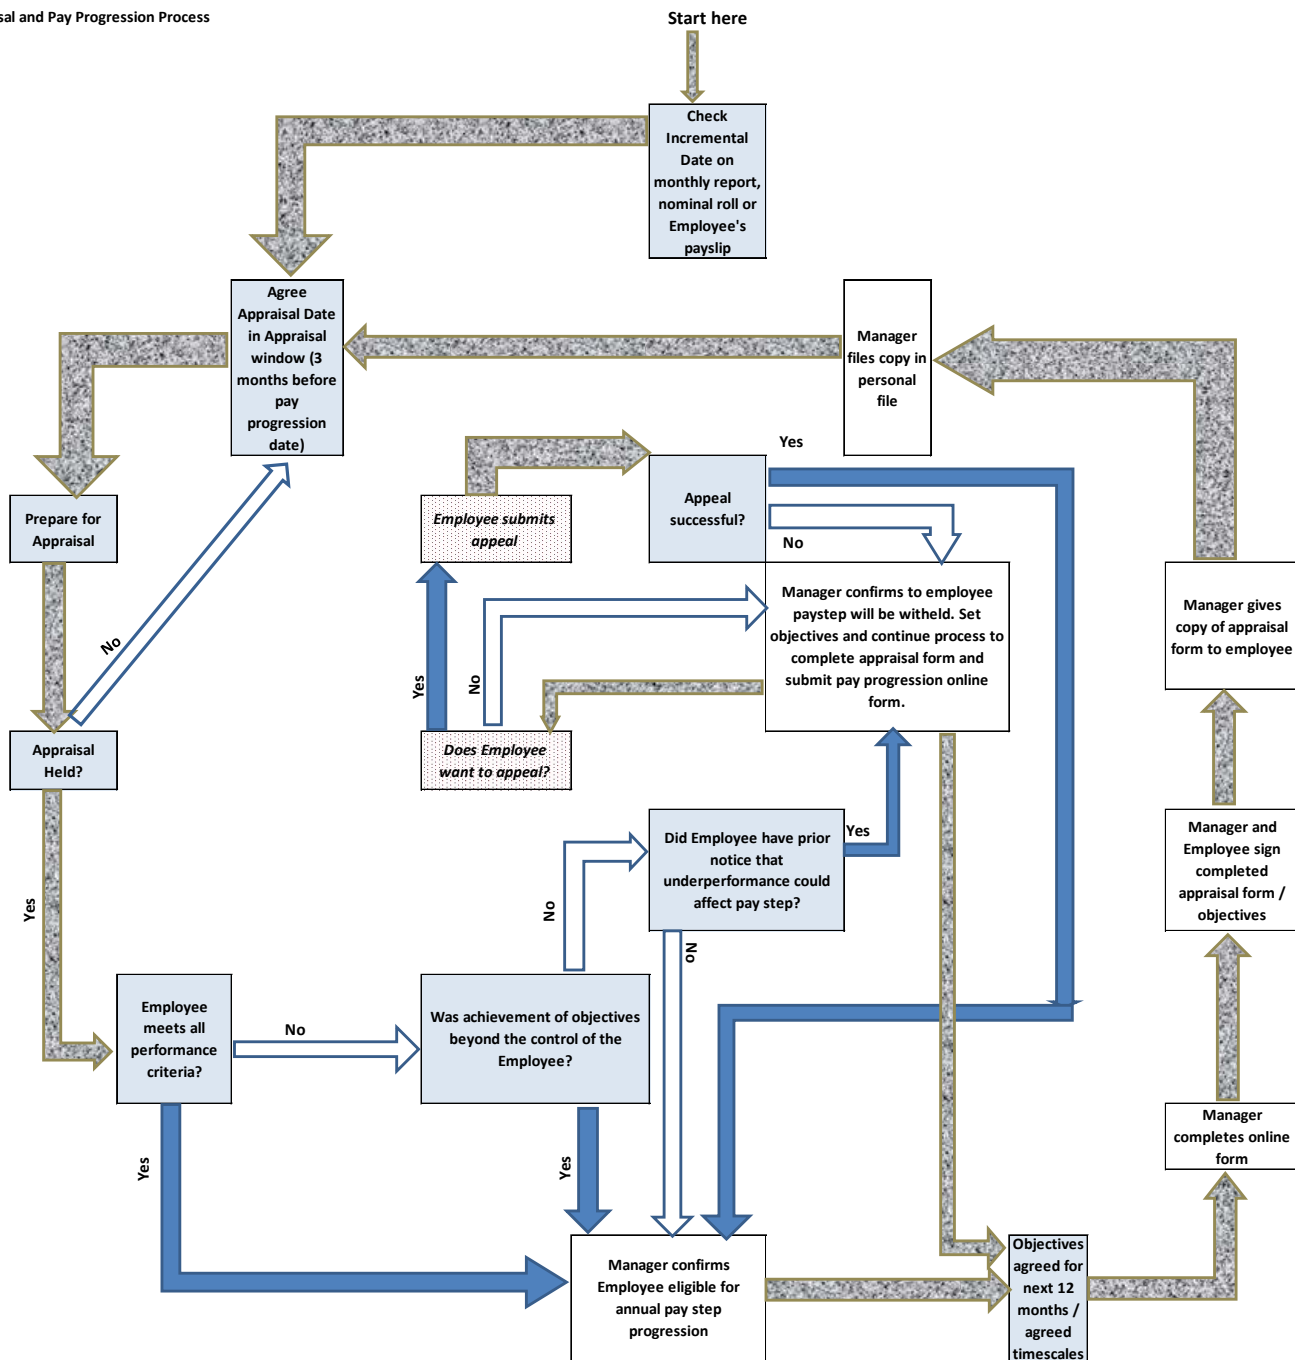 sal and Pay Progression Process
Start here
Check
Incremental
Date on
monthly report,
nominal roll or
Employee's
payslip
Agree
Appraisal Date
in Appraisal
window (3
months before
pay
progression
date)
Manager
files copy in
personal
file
Yes
Appeal
successful?
No
Employee submits
appeal
Prepare for
Appraisal
No
Manager confirms to employee
paystep will be witheld. Set
objectives and continue process to
complete appraisal form and
submit pay progression online
form.
Manager gives
copy of appraisal
form to employee
Yes
No
Does Employee
want to appeal?
Appraisal
Held?
Did Employee have prior
notice that
underperformance could
affect pay step?
Yes
Manager and
Employee sign
completed
appraisal form /
objectives
Yes
No
No
Employee
meets all
performance
criteria?
No
Was achievement of objectives
beyond the control of the
Employee?
Manager
completes online
form
Yes
Yes
Manager confirms
Employee eligible for
annual pay step
progression
Objectives
agreed for
next 12
months /
agreed
timescales